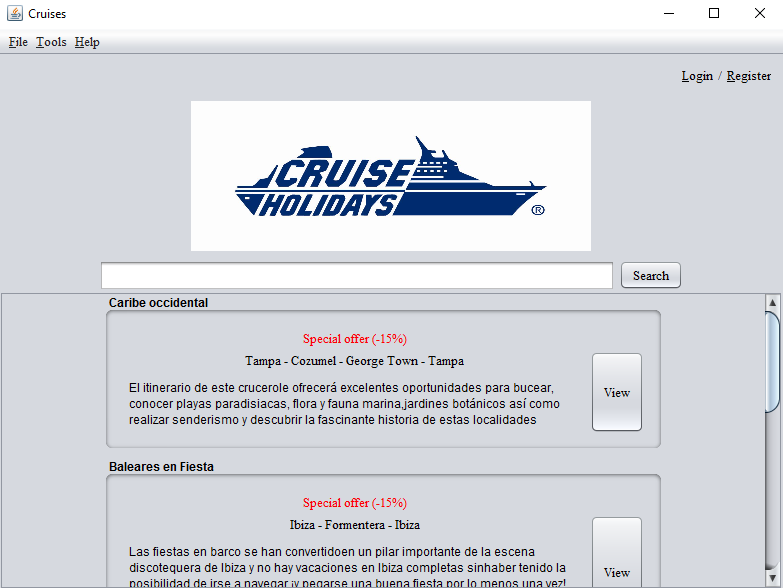 Cruises
File Tools Help
Login / Register
CRUISE
HOLIDAYS
®
Search
Caribe occidental
Special offer (-15%)
Tampa - Cozumel - George Town - Tampa
El itinerario de este crucerole ofrecerá excelentes oportunidades para bucear,
conocer playas paradisiacas, flora y fauna marina,jardines botánicos así como
realizar senderismo y descubrir la fascinante historia de estas localidades
View
Baleares en Fiesta
Special offer (-15%)
Ibiza - Formentera - Ibiza
Las fiestas en barco se han convertidoen un pilar importante de la escena
discotequera de Ibiza y no hay vacaciones en Ibiza completas sinhaber tenido la
posibilidad de irse a navegar ¡y pegarse una buena fiesta por lo menos una vez!
View